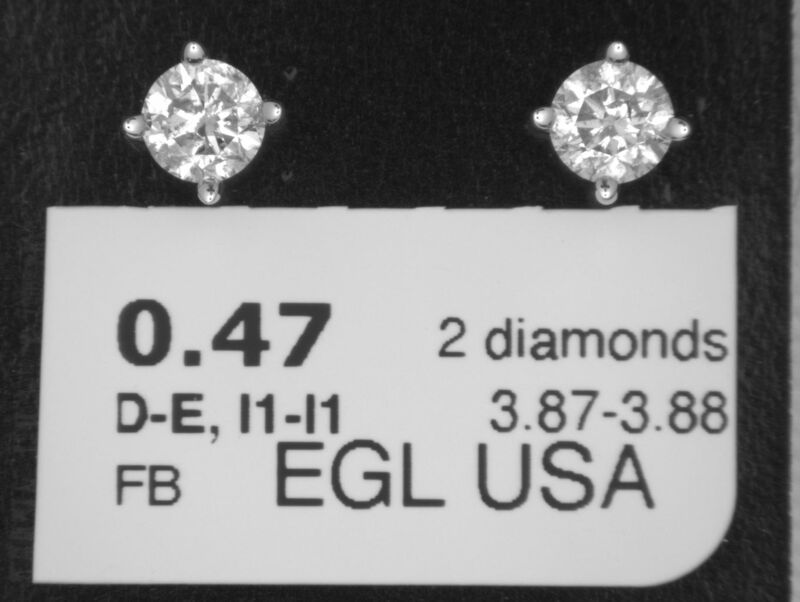 0.47 2 diamonds
D-E, I1-I1 3.87-3.88
FB EGL USA